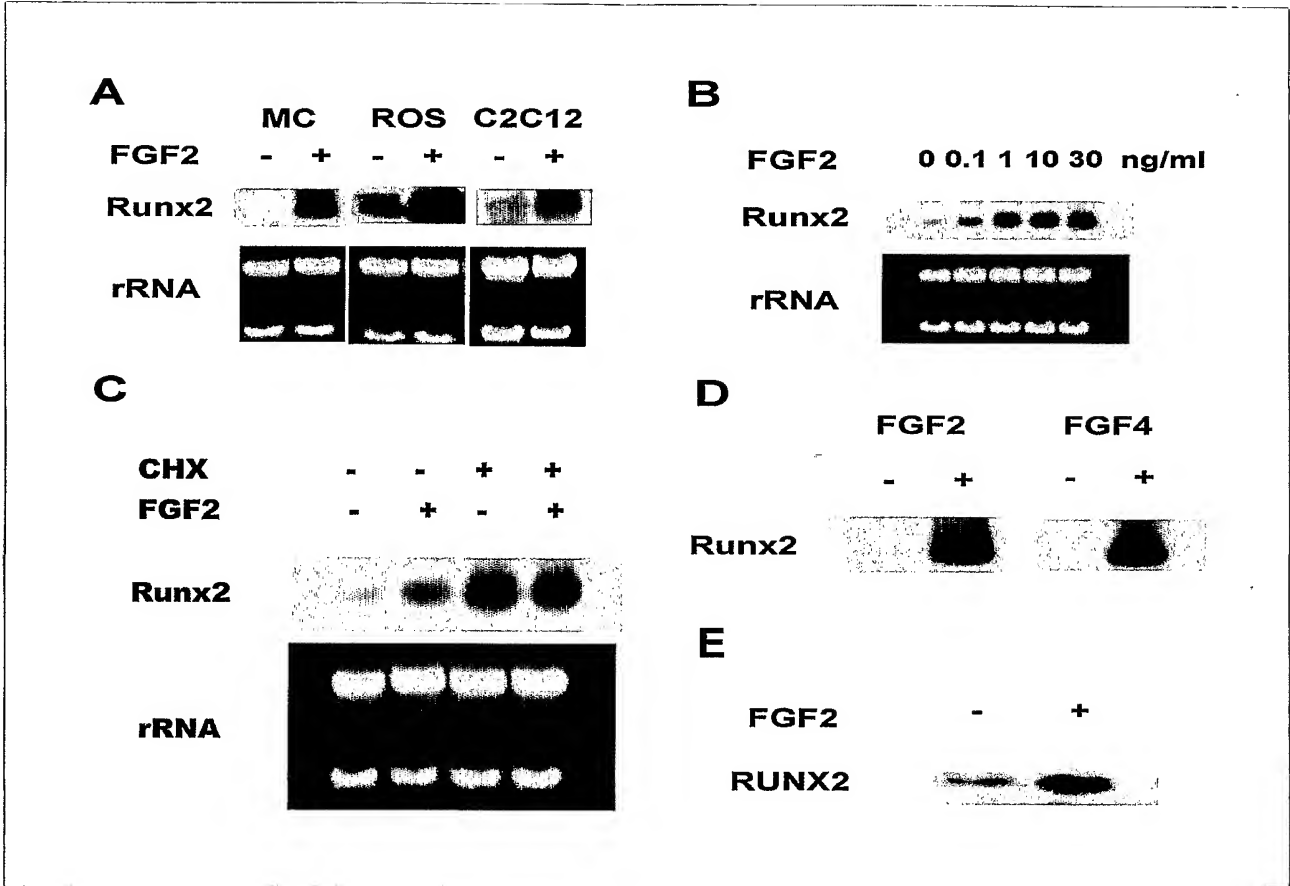 A
MC ROS C2C12
FGF2 - + - + - +
Runx2
rRNA
B
FGF2 0 0.1 1 10 30 ng/ml
Runx2
rRNA
C
CHX - - + +
FGF2 - + - +
Runx2
rRNA
D
FGF2 FGF4
- + - +
Runx2
E
FGF2 - +
RUNX2